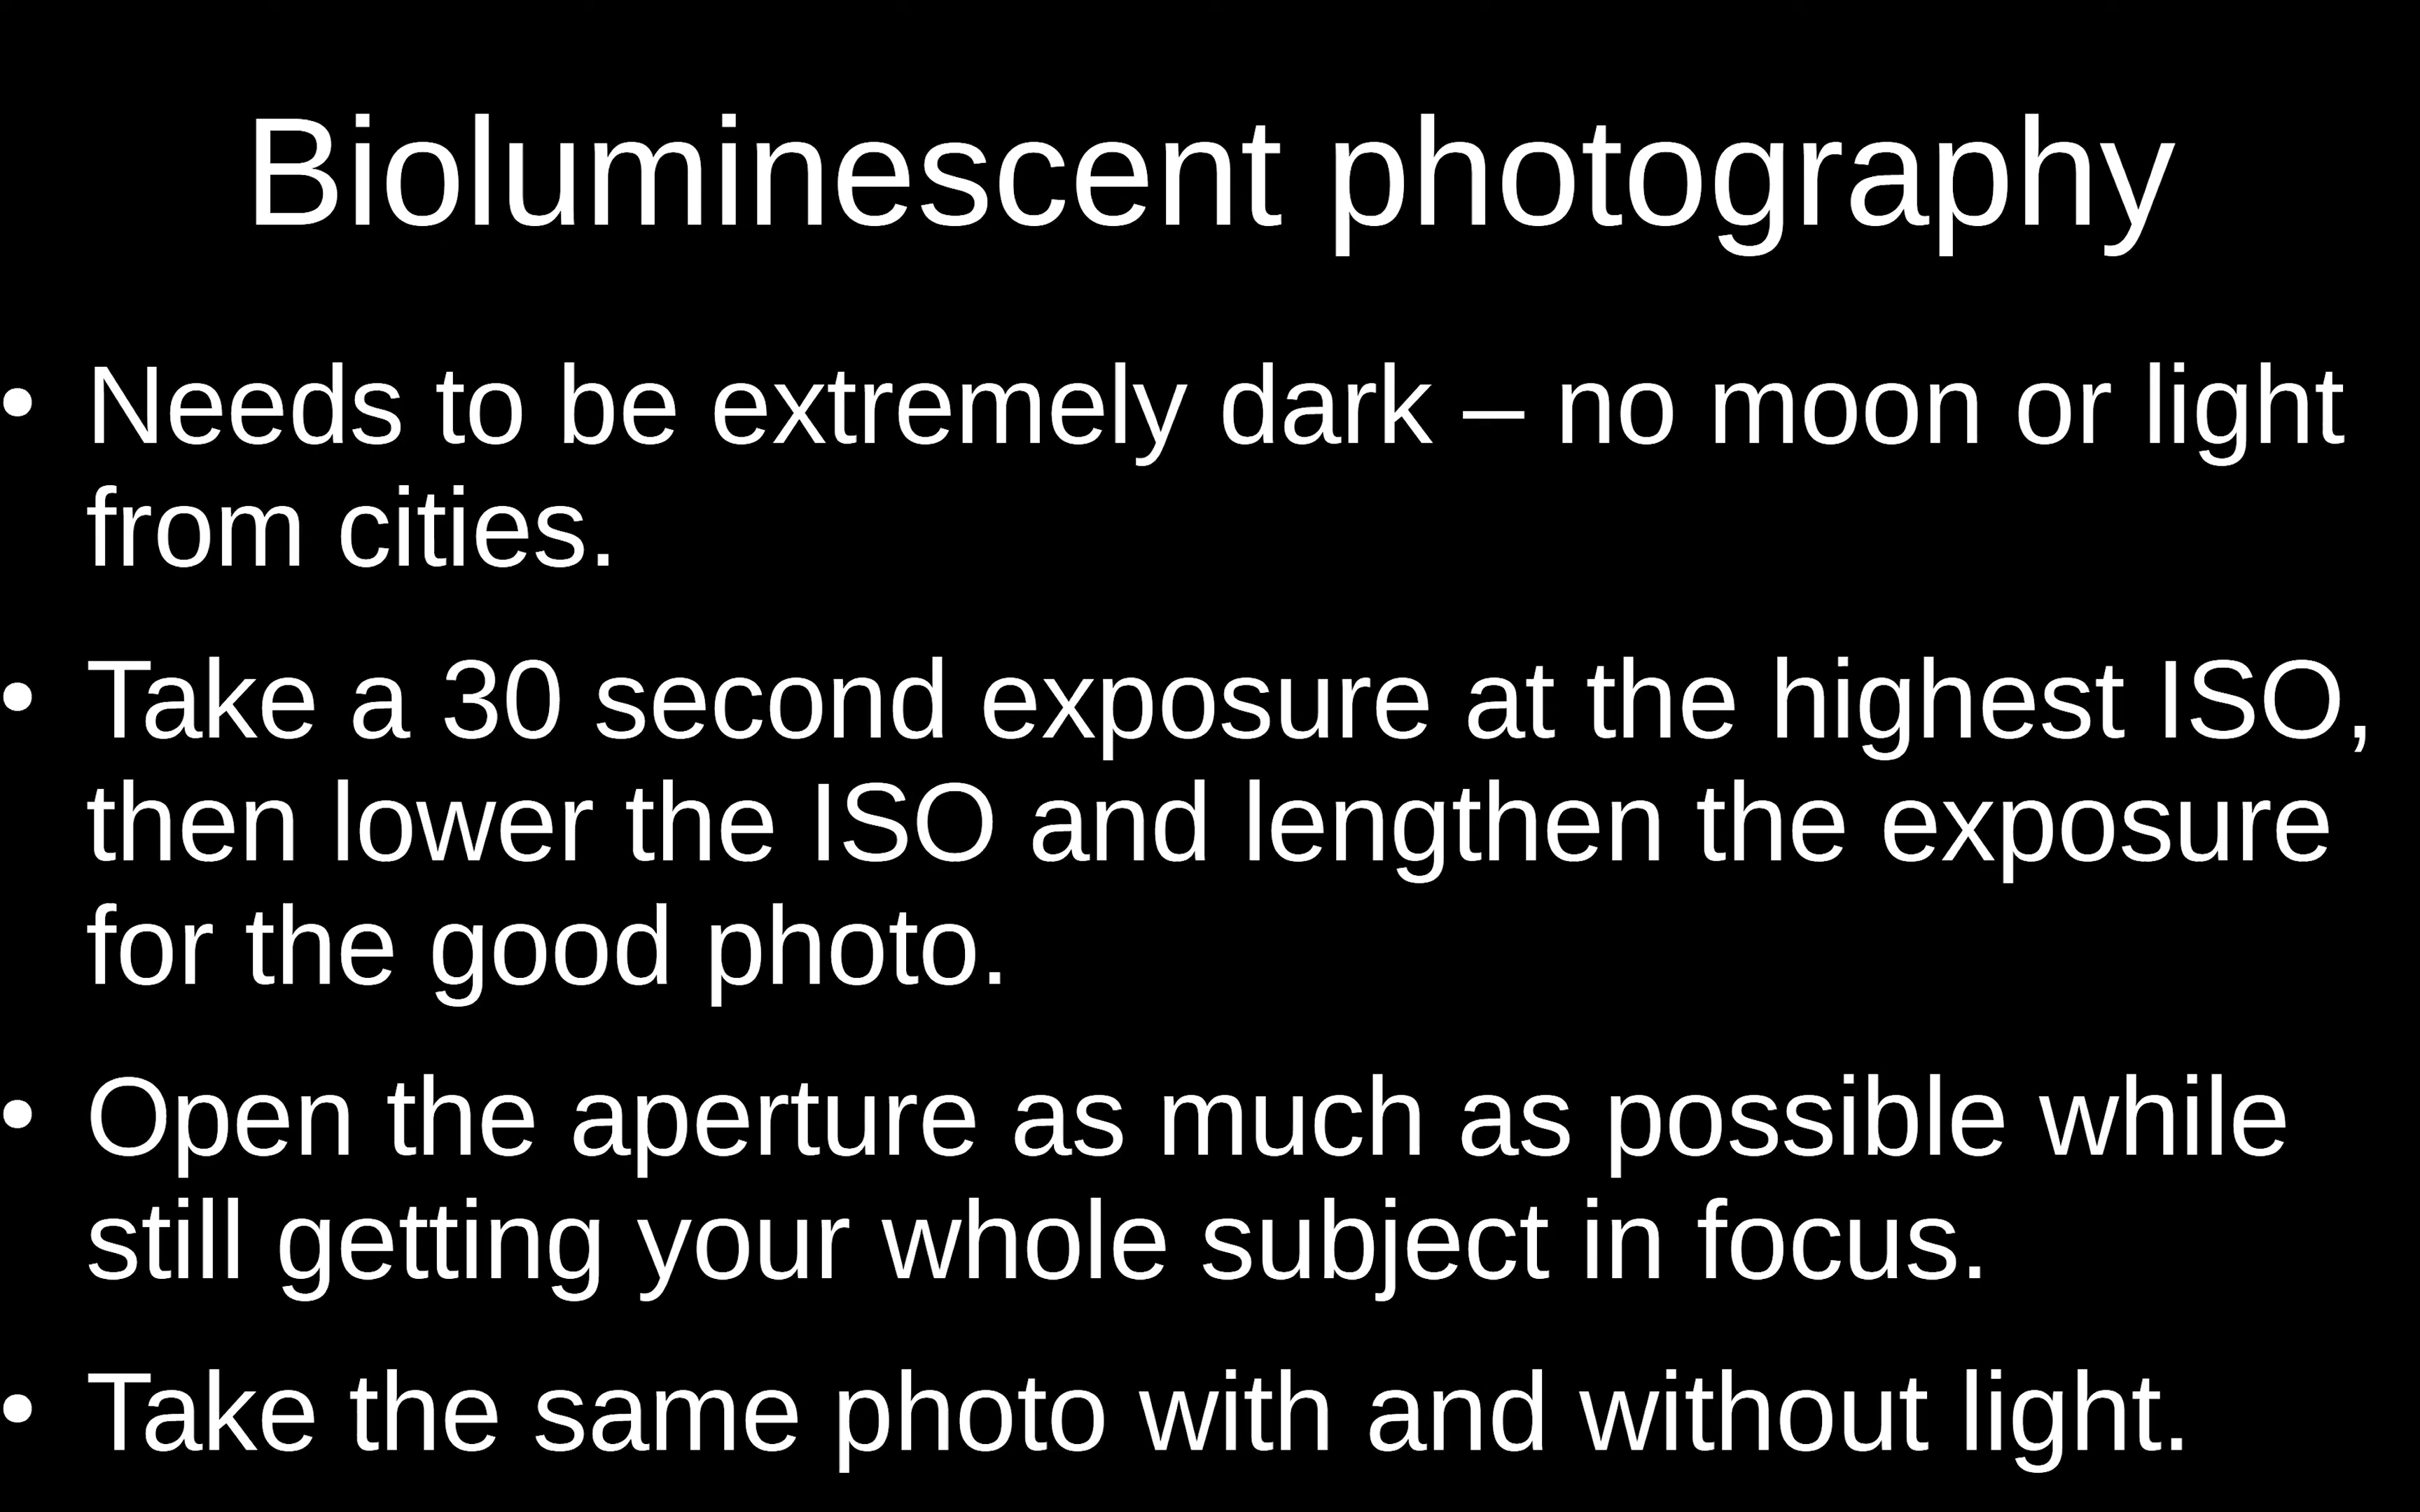 Bioluminescent photography
• Needs to be extremely dark – no moon or light
from cities.
• Take a 30 second exposure at the highest ISO,
then lower the ISO and lengthen the exposure
for the good photo.
• Open the aperture as much as possible while
still getting your whole subject in focus.
• Take the same photo with and without light.